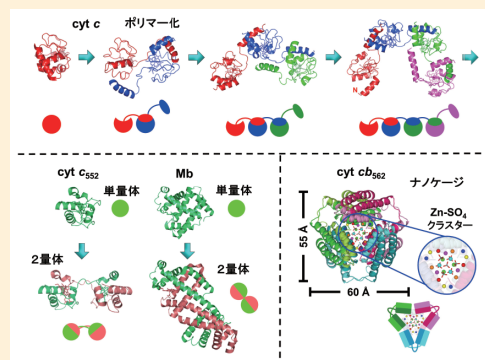 cyt c
ポリマー化
N
cyt c552
単量体
Mb
単量体
2量体
2量体
cyt cb562
ナノケージ
Zn-SO4
クラスター
55 Å
60 Å